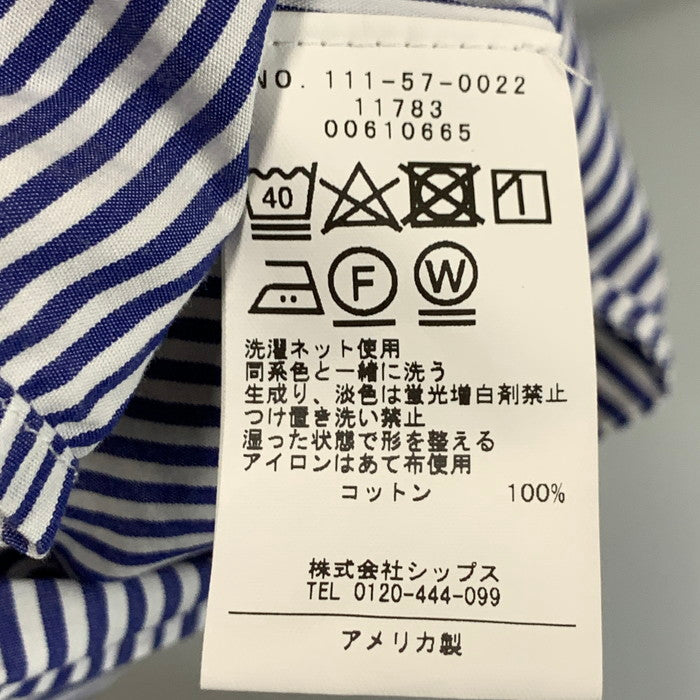 NO. 111-57-0022
11783
00610665
40
F W
洗濯ネット使用
同系色と一緒に洗う
生成り、淡色は蛍光増白剤禁止
つけ置き洗い禁止
湿った状態で形を整える
アイロンはあて布使用
コットン 100%
株式会社シップス
TEL 0120-444-099
アメリカ製